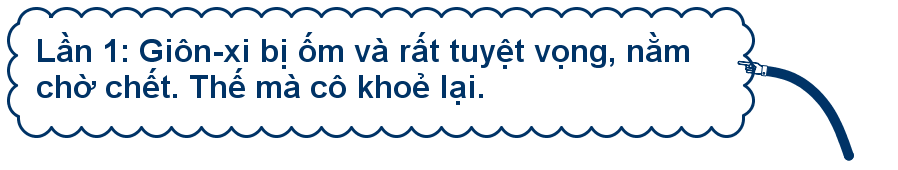 Lần 1: Giôn-xi bị ốm và rất tuyệt vọng, nằm
chờ chết. Thế mà cô khoẻ lại.